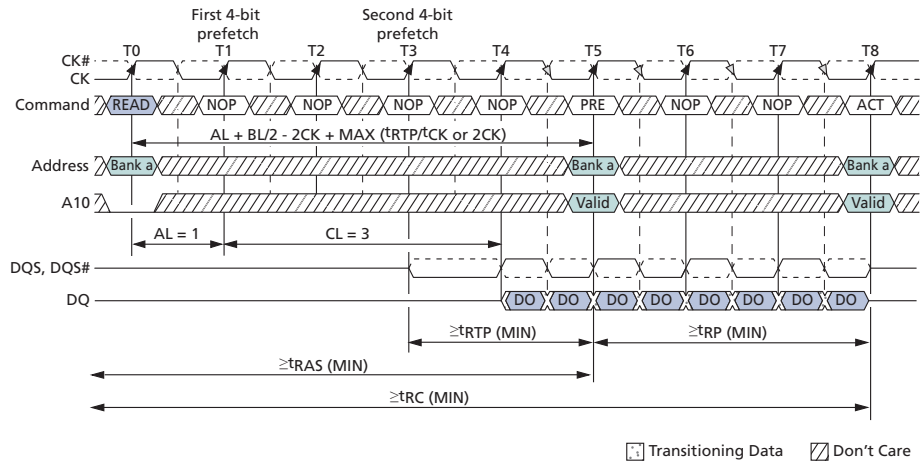 First 4-bit prefetch
Second 4-bit prefetch
T0 T1 T2 T3 T4 T5 T6 T7 T8
CK#
CK
Command READ NOP NOP NOP NOP PRE NOP NOP ACT
AL + BL/2 - 2CK + MAX (tRTP/tCK or 2CK)
Address Bank a Bank a Bank a
A10 Valid Valid
AL = 1 CL = 3
DQS, DQS#
DQ DO DO DO DO DO DO DO DO
≥tRTP (MIN) ≥tRP (MIN)
≥tRAS (MIN)
≥tRC (MIN)
Transitioning Data Don't Care